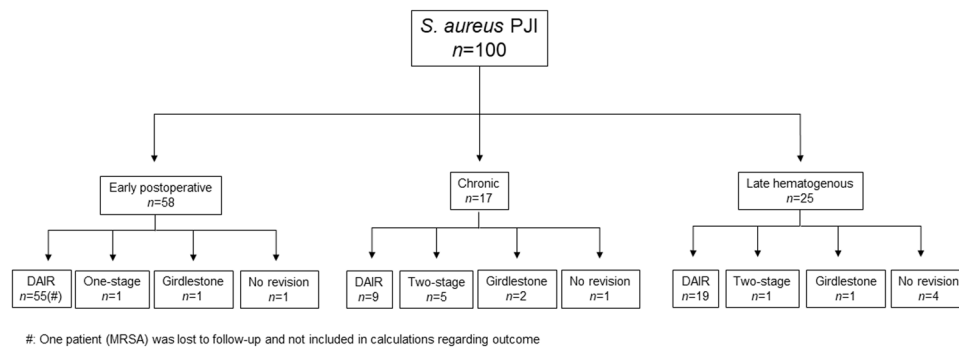 S. aureus PJI
n=100
Early postoperative
n=58
Chronic
n=17
Late hematogenous
n=25
DAIR
n=55(#)
One-stage
n=1
Girdlestone
n=1
No revision
n=1
DAIR
n=9
Two-stage
n=5
Girdlestone
n=2
No revision
n=1
DAIR
n=19
Two-stage
n=1
Girdlestone
n=1
No revision
n=4
#: One patient (MRSA) was lost to follow-up and not included in calculations regarding outcome